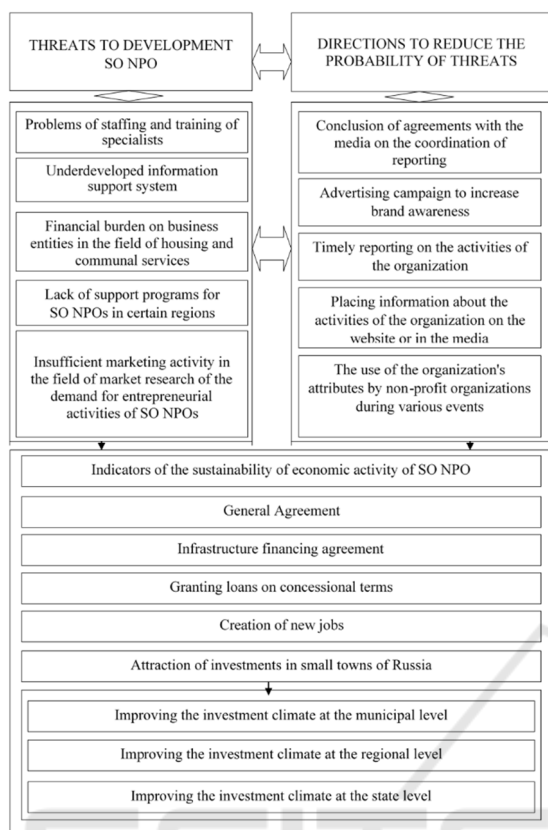 THREATS TO DEVELOPMENT
SO NPO
DIRECTIONS TO REDUCE THE
PROBABILITY OF THREATS
Problems of staffing and training of
specialists
Underdeveloped information
support system
Financial burden on business
entities in the field of housing and
communal services
Lack of support programs for
SO NPOs in certain regions
Insufficient marketing activity in
the field of market research of the
demand for entrepreneurial
activities of SO NPOs
Conclusion of agreements with the
media on the coordination of
reporting
Advertising campaign to increase
brand awareness
Timely reporting on the activities of
the organization
Placing information about the
activities of the organization on the
website or in the media
The use of the organization's
attributes by non-profit organizations
during various events
Indicators of the sustainability of economic activity of SO NPO
General Agreement
Infrastructure financing agreement
Granting loans on concessional terms
Creation of new jobs
Attraction of investments in small towns of Russia
Improving the investment climate at the municipal level
Improving the investment climate at the regional level
Improving the investment climate at the state level